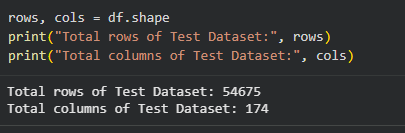 rows, cols = df.shape
print("Total rows of Test Dataset:", rows)
print("Total columns of Test Dataset:", cols)
Total rows of Test Dataset: 54675
Total columns of Test Dataset: 174